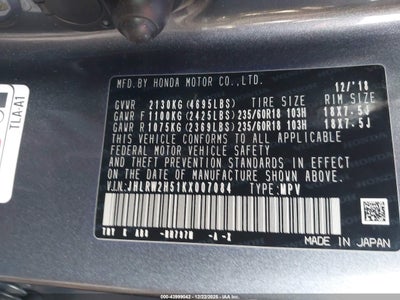 MFD.BY HONDA MOTOR CO.,LTD.
12/'18
GVWR 2130KG(4695LBS) TIRE SIZE RIM SIZE
GAWR F 1100KG(2425LBS) 235/60R18 103H 18X7.5J
GAWR R 1075KG(2369LBS) 235/60R18 103H 18X7.5J
THIS VEHICLE CONFORMS TO ALL APPLICABLE
FEDERAL MOTOR VEHICLE SAFETY
AND THEFT PREVENTION STANDARDS IN EFFECT
ON THE DATE OF MANUFACTURE SHOWN ABOVE.
V.I.N: JHLRW2H51KX007084 TYPE: MPV
-A -X
MADE IN JAPAN
TLA-A1
000-43999042 - 12/23/2025 - IAA Inc.